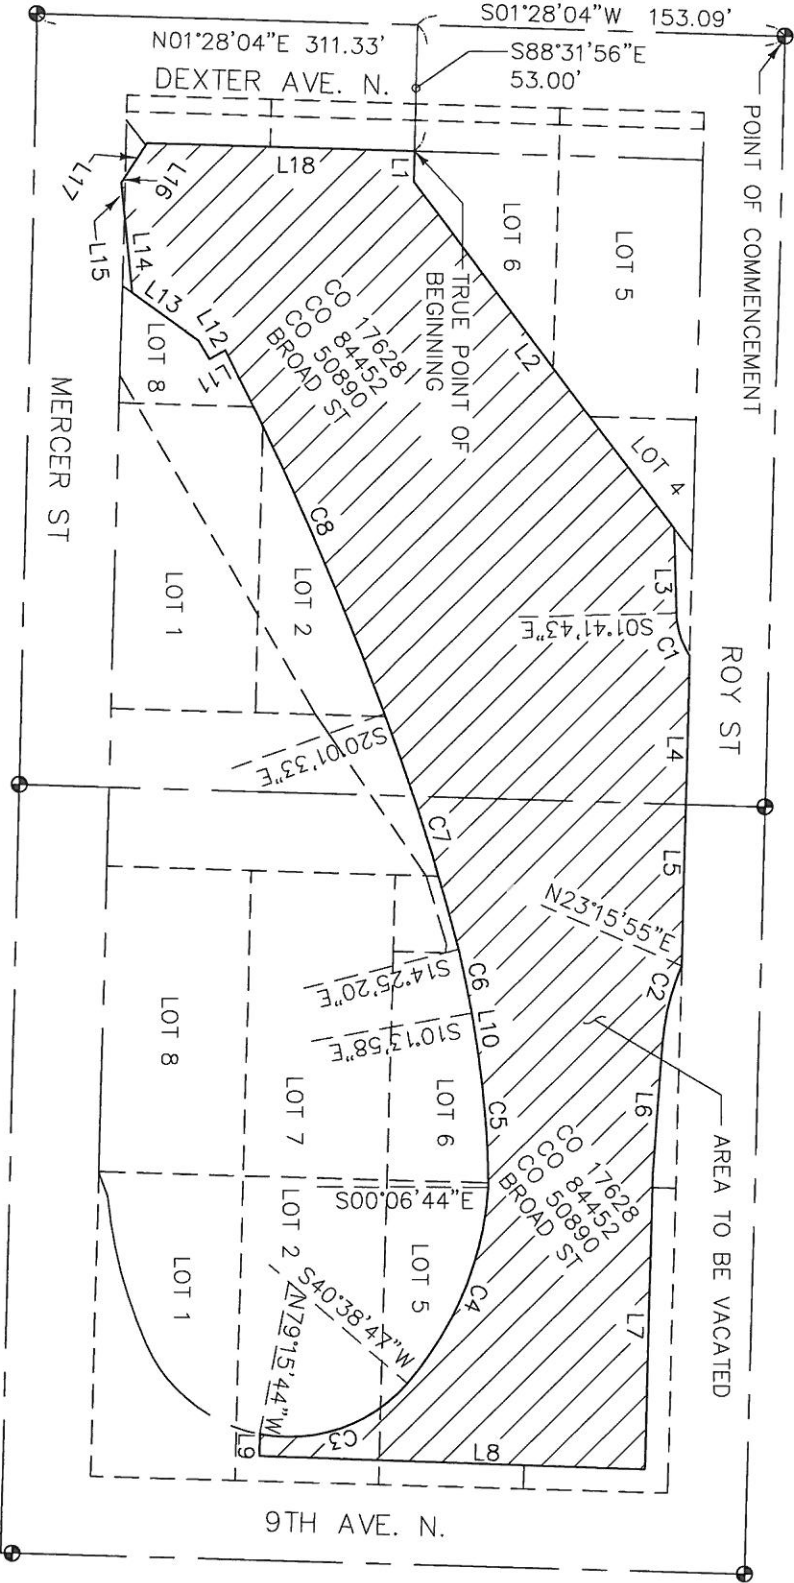 S01°28'04"W 153.09'
N01°28'04"E 311.33'
S88°31'56"E
53.00'
DEXTER AVE. N.
POINT OF COMMENCEMENT
L18
L1
L17
L16
L15
L14
L13
L12
L11
LOT 6
LOT 5
TRUE POINT OF
BEGINNING
L2
LOT 4
CO 17628
CO 84452
CO 50890
BROAD ST
LOT 8
MERCER ST
C8
LOT 1
LOT 2
L3
S01°41'43"E
C1
ROY ST
L4
S20°01'33"E
C7
L5
N23°15'55"E
C2
S14°25'20"E
C6
S10°13'58"E
L10
LOT 8
LOT 7
LOT 6
C5
L6
AREA TO BE VACATED
CO 17628
CO 84452
CO 50890
BROAD ST
S00°06'44"E
LOT 1
LOT 2
LOT 5
S40°38'47"W
N79°15'44"W
C4
L7
C3
L8
L9
9TH AVE. N.